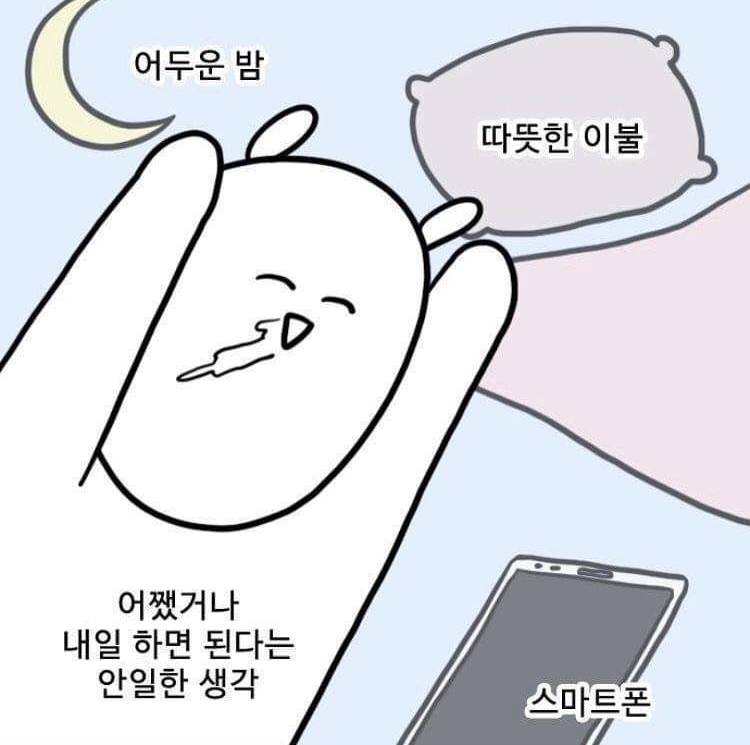 어두운 밤
따뜻한 이불
어쨌거나
내일 하면 된다는
안일한 생각
스마트폰